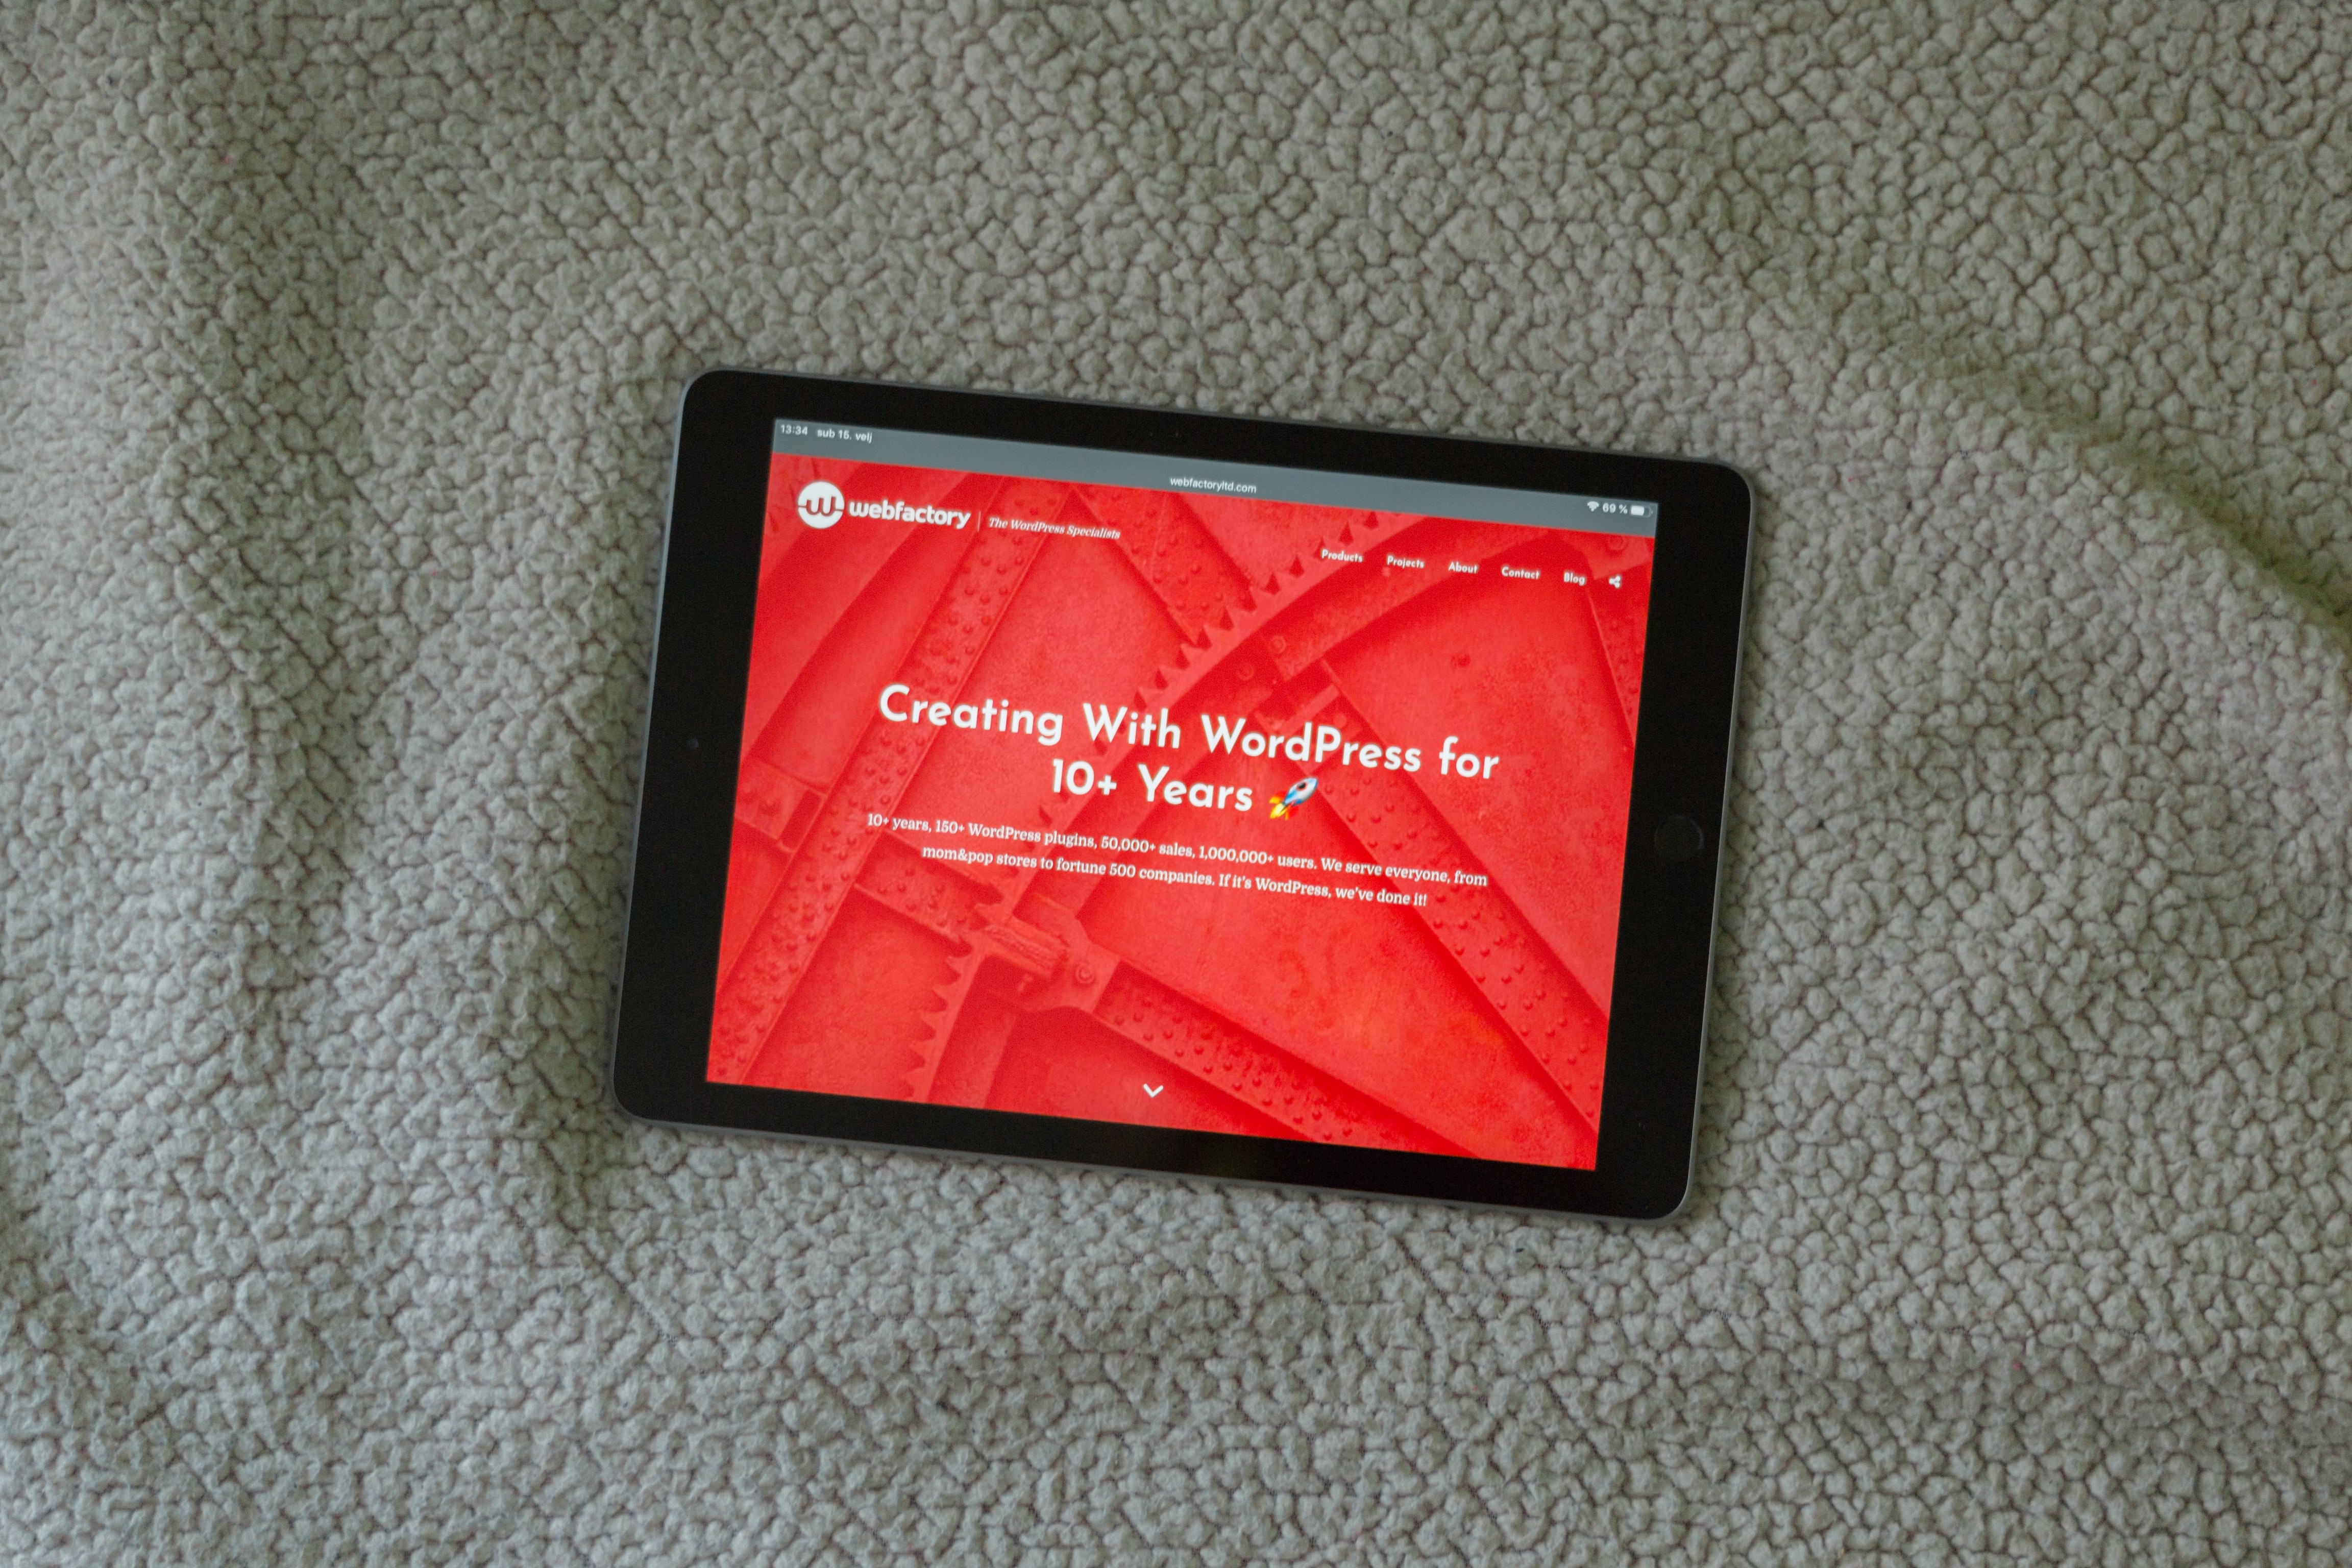 13:34 sub 15. velj
webfactoryltd.com
69 %
webfactory | The WordPress Specialists
Products Projects About Contact Blog
Creating With WordPress for
10+ Years 🚀
10+ years, 150+ WordPress plugins, 50,000+ sales, 1,000,000+ users. We serve everyone, from
mom&pop stores to fortune 500 companies. If it's WordPress, we've done it!